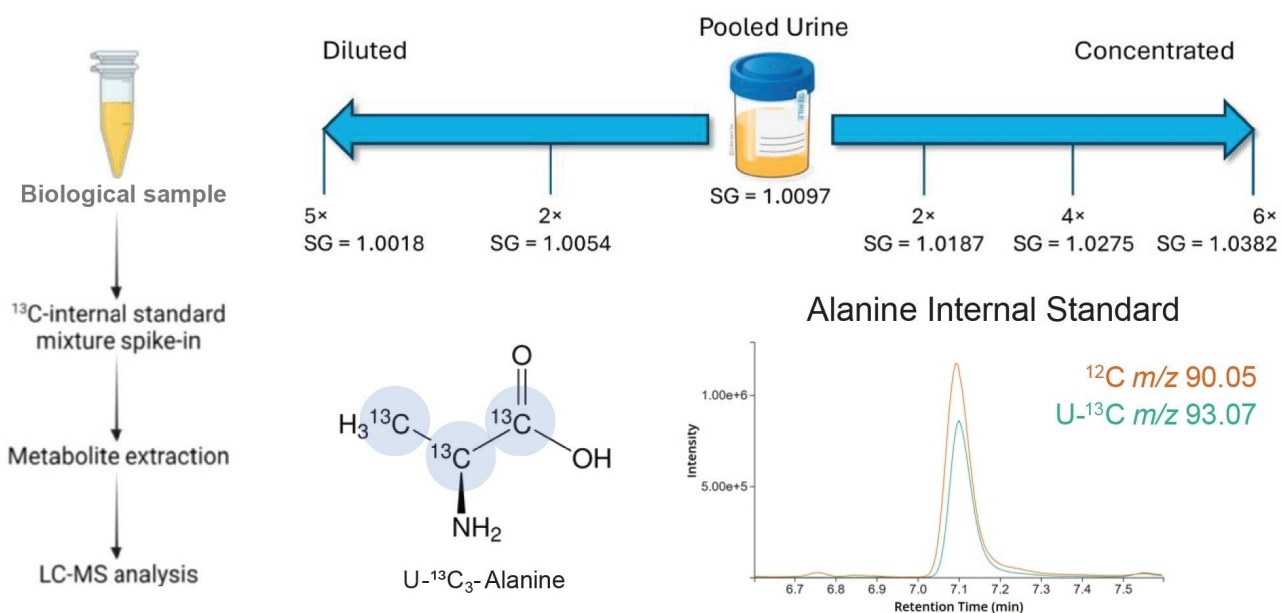 Diluted
Pooled Urine
Concentrated
STERILE
SG = 1.0097
Biological sample
5×
2×
2×
4×
6×
SG = 1.0018
SG = 1.0054
SG = 1.0187
SG = 1.0275
SG = 1.0382
¹³C-internal standard
mixture spike-in
Metabolite extraction
LC-MS analysis
O
H₃¹³C
¹³C
¹³C
OH
NH₂
U-¹³C₃-Alanine
Alanine Internal Standard
¹²C m/z 90.05
U-¹³C m/z 93.07
1.00e+6
5.00e+5
Intensity
6.7 6.8 6.9 7.0 7.1 7.2 7.3 7.4 7.5
Retention Time (min)